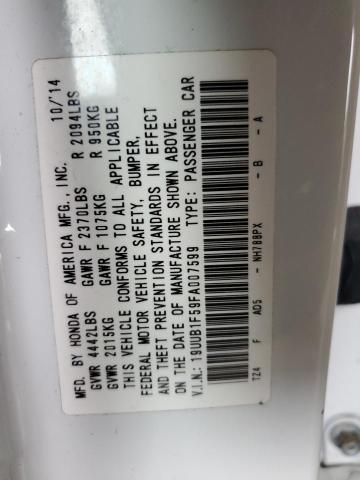 MFD. BY HONDA OF AMERICA MFG., INC. 10/14
GVWR 4442LBS GAWR F 2370LBS R 2094LBS
GVWR 2015KG GAWR F 1075KG R 950KG
THIS VEHICLE CONFORMS TO ALL APPLICABLE
FEDERAL MOTOR VEHICLE SAFETY, BUMPER,
AND THEFT PREVENTION STANDARDS IN EFFECT
ON THE DATE OF MANUFACTURE SHOWN ABOVE.
V.I.N.: 19UUB1F59FA007599 TYPE: PASSENGER CAR
TZ4 F AD5 - NH788PX - B - A